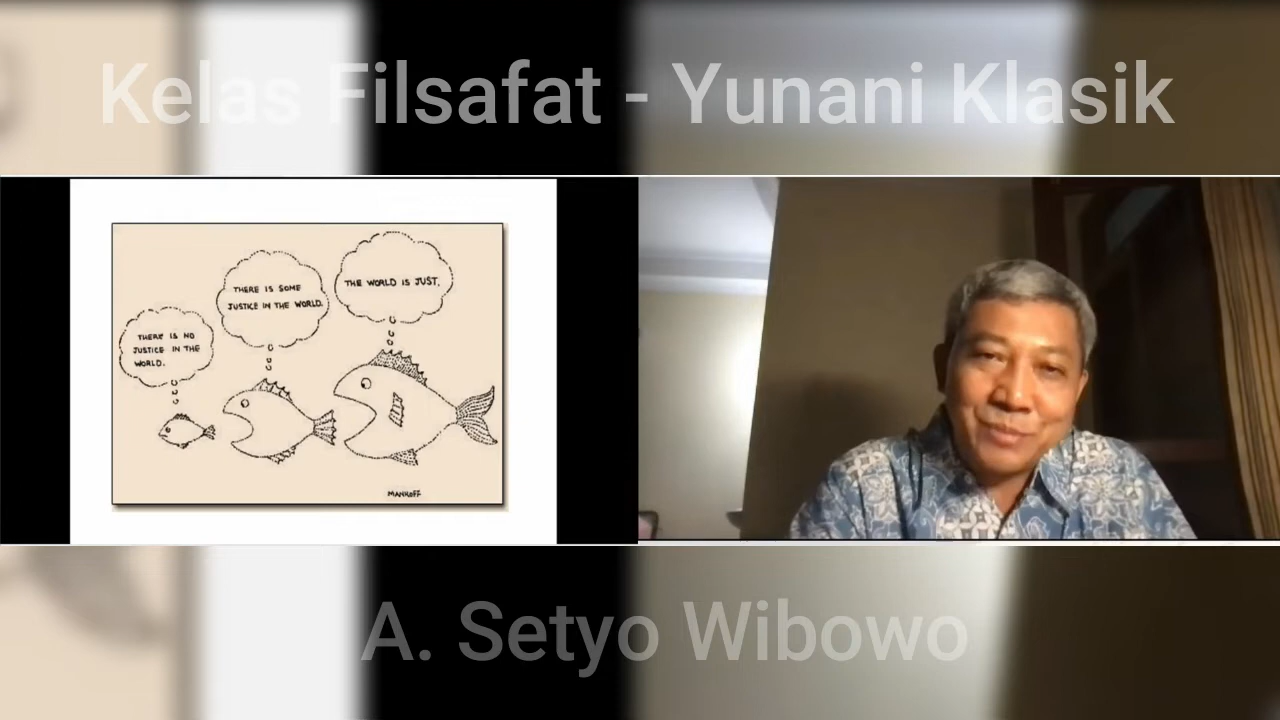 Kelas Filsafat - Yunani Klasik
THERE IS NO
JUSTICE IN THE
WORLD.
THERE IS SOME
JUSTICE IN THE WORLD.
THE WORLD IS JUST.
MANKOFF
A. Setyo Wibowo